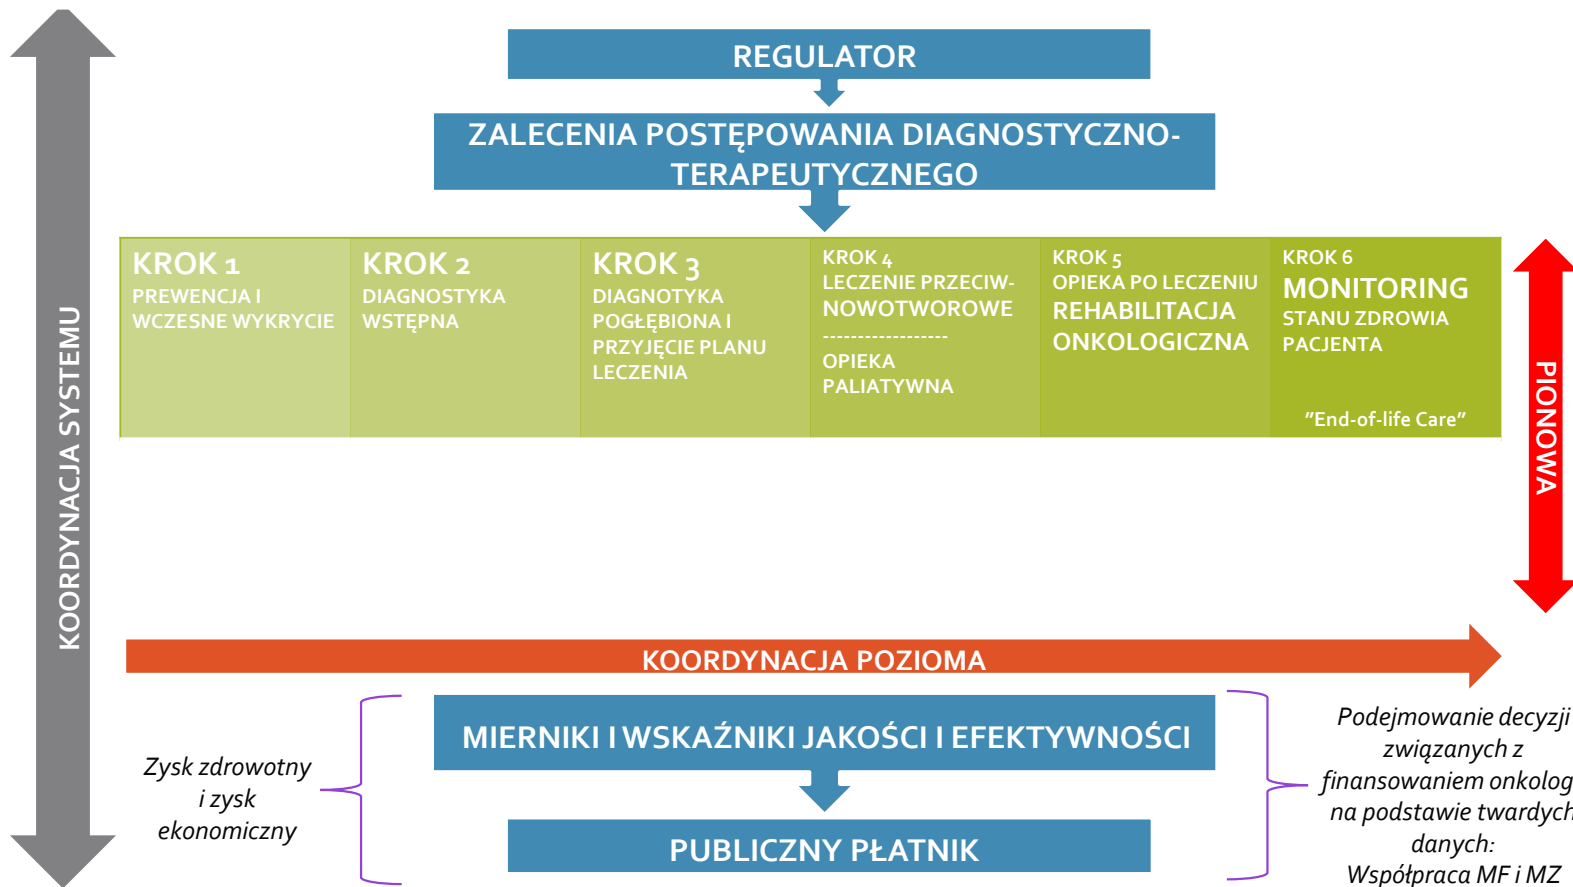 REGULATOR
ZALECENIA POSTĘPOWANIA DIAGNOSTYCZNO-
TERAPEUTYCZNEGO
KROK 1
PREWENCJA I
WCZESNE WYKRYCIE
KROK 2
DIAGNOSTYKA
WSTĘPNA
KROK 3
DIAGNOTYKA
POGŁĘBIONA I
PRZYJĘCIE PLANU
LECZENIA
KROK 4
LECZENIE PRZECIW-
NOWOTWOROWE
------------------
OPIEKA
PALIATYWNA
KROK 5
OPIEKA PO LECZENIU
REHABILITACJA
ONKOLOGICZNA
KROK 6
MONITORING
STANU ZDROWIA
PACJENTA
"End-of-life Care"
KOORDYNACJA SYSTEMU
PIONOWA
KOORDYNACJA POZIOMA
MIERNIKI I WSKAŹNIKI JAKOŚCI I EFEKTYWNOŚCI
PUBLICZNY PŁATNIK
Zysk zdrowotny
i zysk
ekonomiczny
Podejmowanie decyzji
związanych z
finansowaniem onkolog
na podstawie twardych
danych:
Współpraca MF i MZ